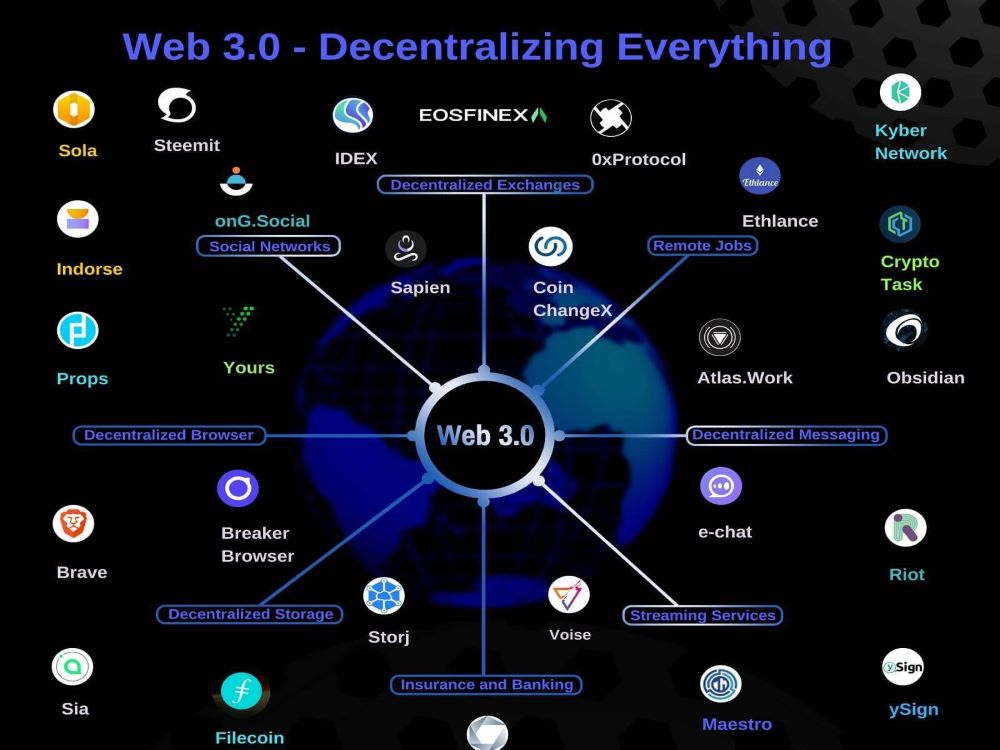 Web 3.0 - Decentralizing Everything
Sola
Steemit
IDEX
EOSFINEX
0xProtocol
Kyber
Network
Decentralized Exchanges
Ethlance
Ethlance
onG.Social
Social Networks
Remote Jobs
Indorse
Sapien
Coin
ChangeX
Crypto
Task
Props
Yours
Atlas.Work
Obsidian
Decentralized Browser
Web 3.0
Decentralized Messaging
Breaker
Browser
e-chat
Brave
Riot
Decentralized Storage
Storj
Voise
Streaming Services
Sia
Insurance and Banking
ySign
ySign
Filecoin
Maestro